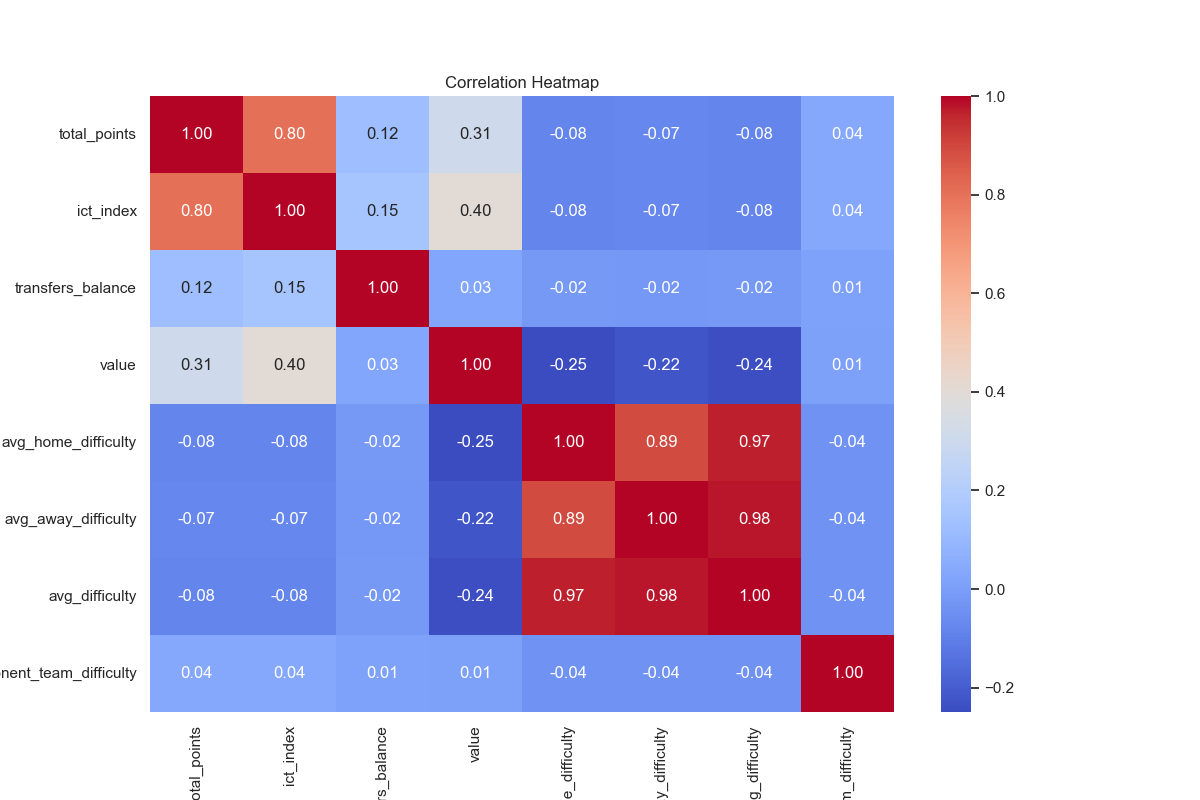 Correlation Heatmap
total_points 1.00 0.80 0.12 0.31 -0.08 -0.07 -0.08 0.04
ict_index 0.80 1.00 0.15 0.40 -0.08 -0.07 -0.08 0.04
transfers_balance 0.12 0.15 1.00 0.03 -0.02 -0.02 -0.02 0.01
value 0.31 0.40 0.03 1.00 -0.25 -0.22 -0.24 0.01
avg_home_difficulty -0.08 -0.08 -0.02 -0.25 1.00 0.89 0.97 -0.04
avg_away_difficulty -0.07 -0.07 -0.02 -0.22 0.89 1.00 0.98 -0.04
avg_difficulty -0.08 -0.08 -0.02 -0.24 0.97 0.98 1.00 -0.04
nent_team_difficulty 0.04 0.04 0.01 0.01 -0.04 -0.04 -0.04 1.00
otal_points
ict_index
rs_balance
value
e_difficulty
y_difficulty
g_difficulty
m_difficulty
1.0
0.8
0.6
0.4
0.2
0.0
−0.2